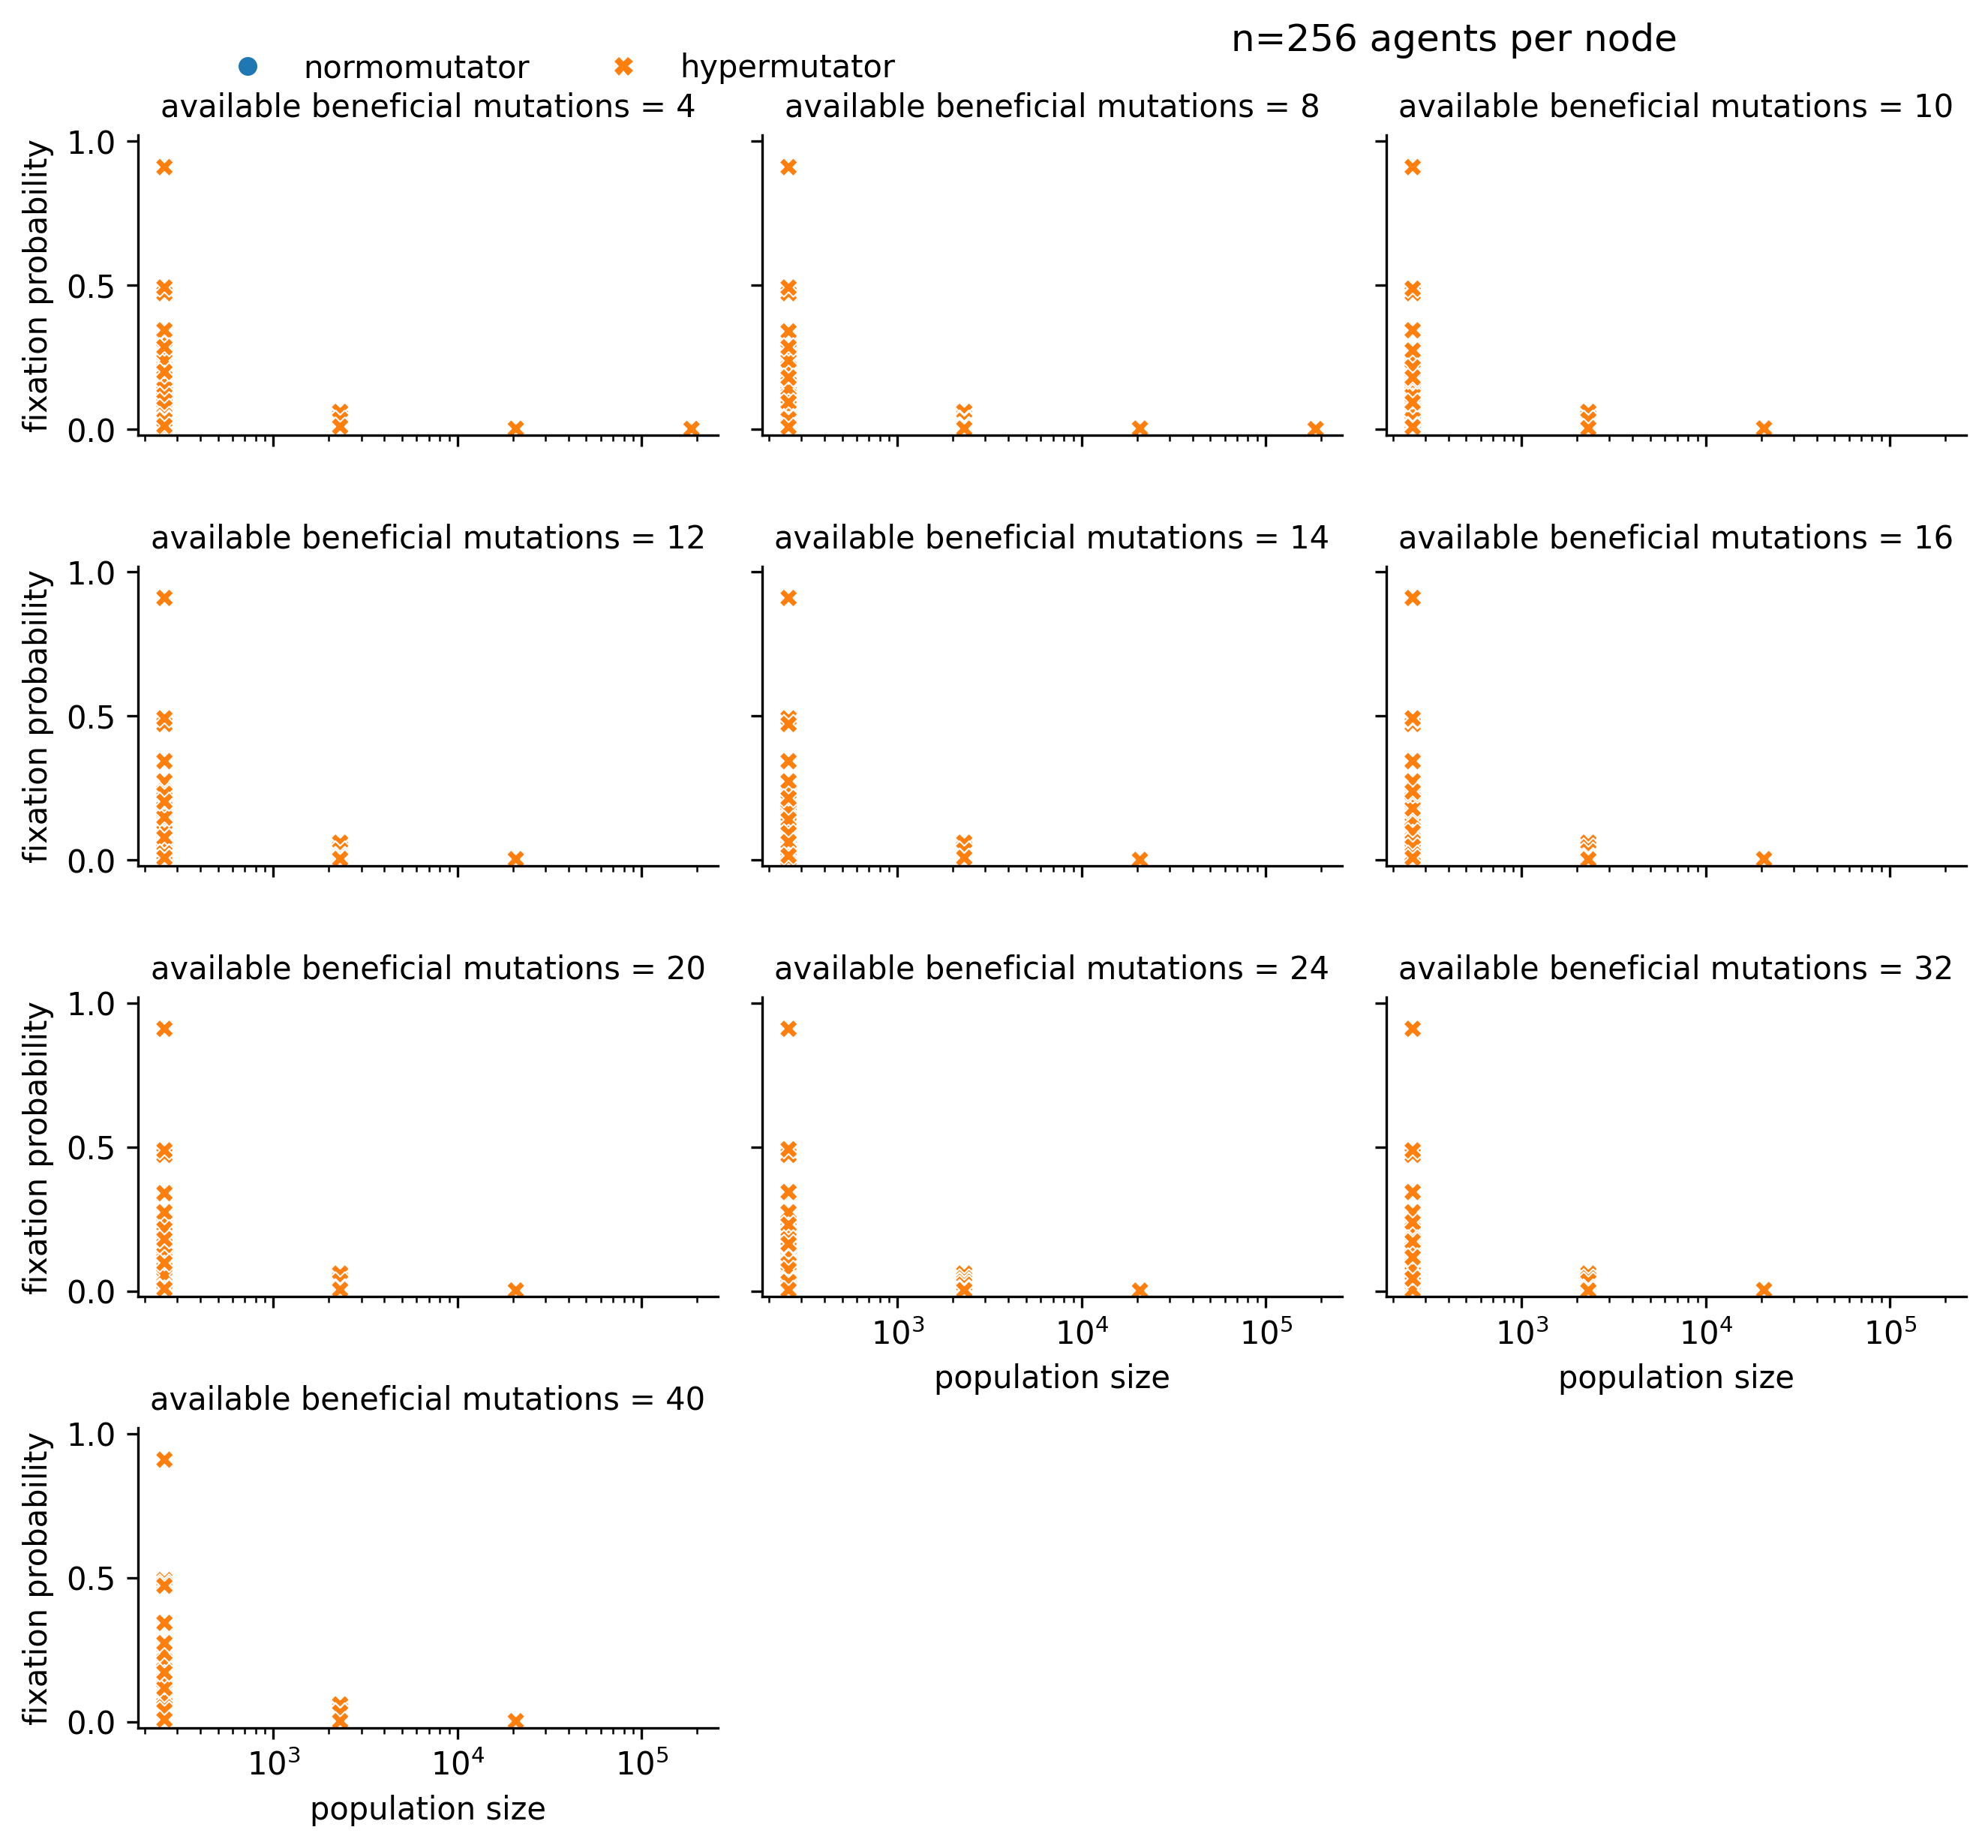 n=256 agents per node
normomutator hypermutator
available beneficial mutations = 4 available beneficial mutations = 8 available beneficial mutations = 10
fixation probability
1.0
0.5
0.0
available beneficial mutations = 12 available beneficial mutations = 14 available beneficial mutations = 16
fixation probability
1.0
0.5
0.0
available beneficial mutations = 20 available beneficial mutations = 24 available beneficial mutations = 32
fixation probability
1.0
0.5
0.0
10³ 10⁴ 10⁵ 10³ 10⁴ 10⁵
population size population size
available beneficial mutations = 40
fixation probability
1.0
0.5
0.0
10³ 10⁴ 10⁵
population size